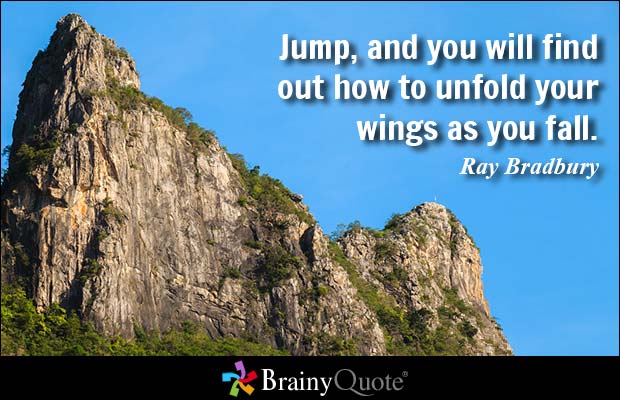 Jump, and you will find
out how to unfold your
wings as you fall.
Ray Bradbury
BrainyQuote®